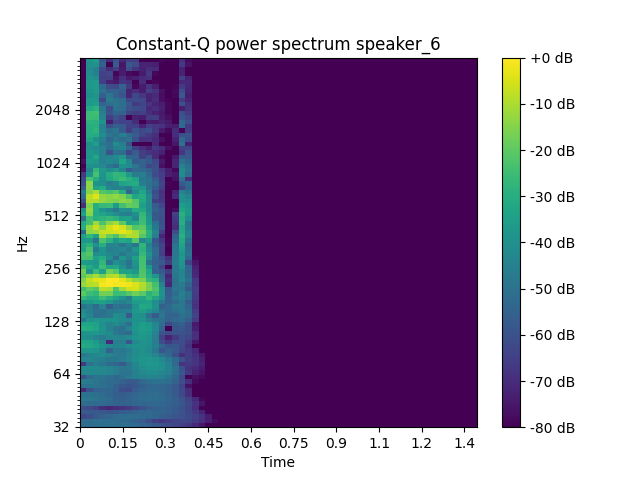 Constant-Q power spectrum speaker_6
Hz
2048
1024
512
256
128
64
32
0 0.15 0.3 0.45 0.6 0.75 0.9 1.1 1.2 1.4
Time
+0 dB
-10 dB
-20 dB
-30 dB
-40 dB
-50 dB
-60 dB
-70 dB
-80 dB